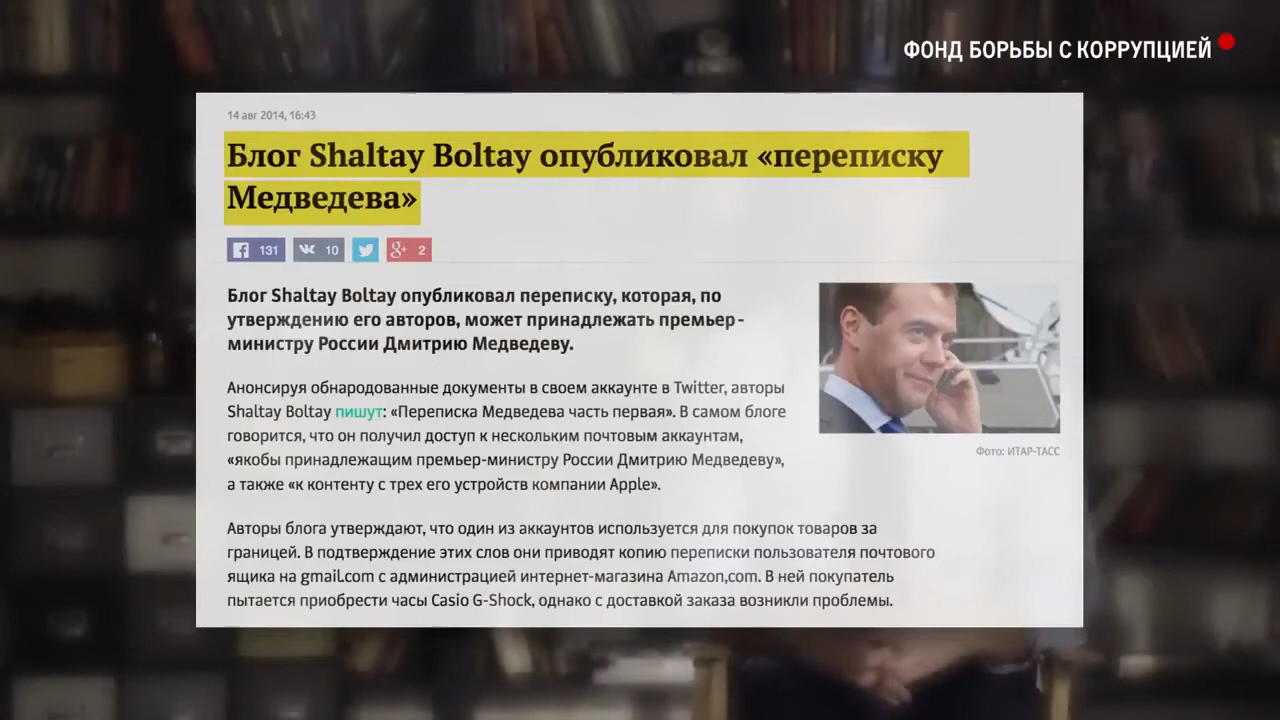 ФОНД БОРЬБЫ С КОРРУПЦИЕЙ
14 авг 2014, 16:43
Блог Shaltay Boltay опубликовал «переписку
Медведева»
131
10
g+ 2
Блог Shaltay Boltay опубликовал переписку, которая, по
утверждению его авторов, может принадлежать премьер-
министру России Дмитрию Медведеву.
Анонсируя обнародованные документы в своем аккаунте в Twitter, авторы
Shaltay Boltay пишут: «Переписка Медведева часть первая». В самом блоге
говорится, что он получил доступ к нескольким почтовым аккаунтам,
«якобы принадлежащим премьер-министру России Дмитрию Медведеву»,
а также «к контенту с трех его устройств компании Apple».
Фото: ИТАР-ТАСС
Авторы блога утверждают, что один из аккаунтов используется для покупок товаров за
границей. В подтверждение этих слов они приводят копию переписки пользователя почтового
ящика на gmail.com с администрацией интернет-магазина Amazon,com. В ней покупатель
пытается приобрести часы Casio G-Shock, однако с доставкой заказа возникли проблемы.